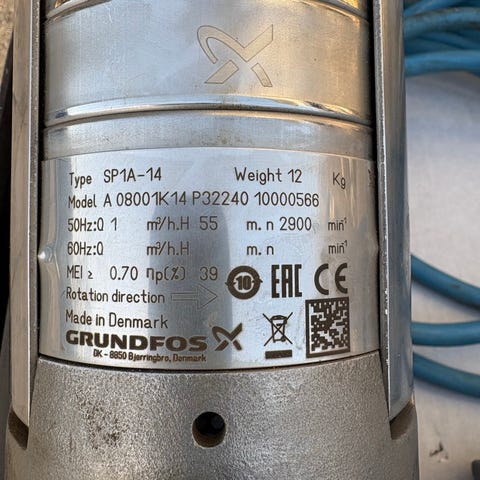 Type SP1A-14 Weight 12 Kg
Model A 08001K14 P32240 10000566
50Hz:Q 1 m³/h.H 55 m. n 2900 min⁻¹
60Hz:Q m³/h.H m. n min⁻¹
MEI ≥ 0.70 ηp(%) 39
10 EAC CE
Rotation direction
Made in Denmark
GRUNDFOS
DK - 8850 Bjerringbro, Denmark